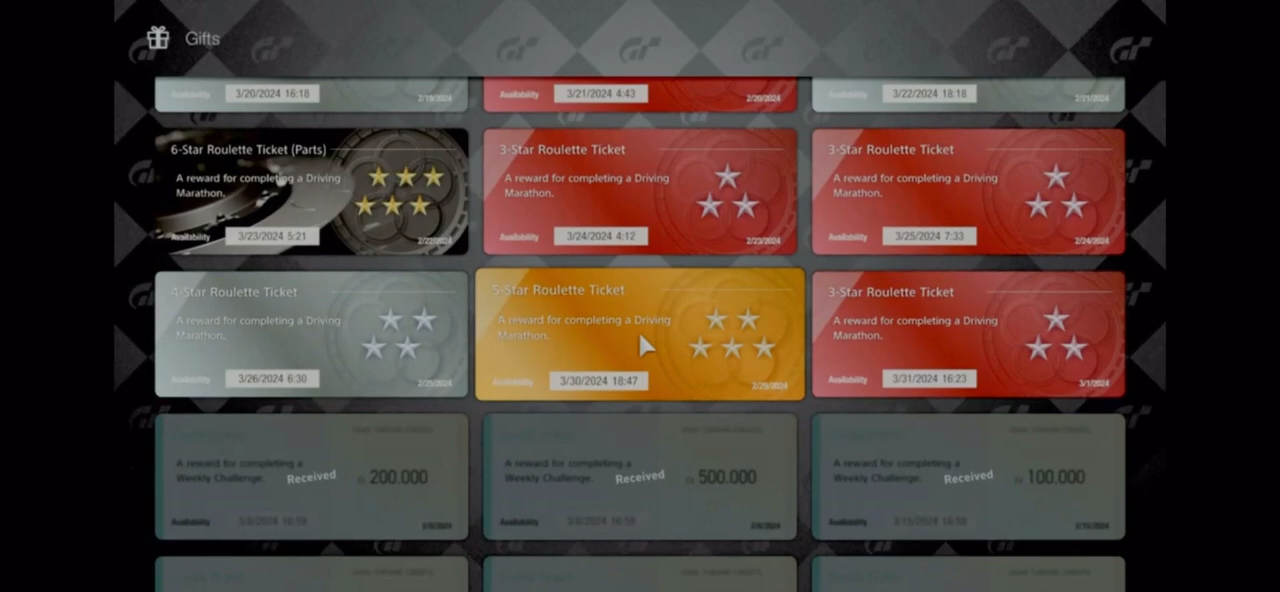 Gifts
Availability 3/20/2024 16:18 2/19/2024
Availability 3/21/2024 4:43 2/20/2024
Availability 3/22/2024 18:18 2/21/2024
6-Star Roulette Ticket (Parts)
A reward for completing a Driving
Marathon.
Availability 3/23/2024 5:21 2/22/2024
3-Star Roulette Ticket
A reward for completing a Driving
Marathon.
Availability 3/24/2024 4:12 2/23/2024
3-Star Roulette Ticket
A reward for completing a Driving
Marathon.
Availability 3/25/2024 7:33 2/24/2024
4-Star Roulette Ticket
A reward for completing a Driving
Marathon.
Availability 3/26/2024 6:30 2/25/2024
5-Star Roulette Ticket
A reward for completing a Driving
Marathon.
Availability 3/30/2024 18:47 2/29/2024
3-Star Roulette Ticket
A reward for completing a Driving
Marathon.
Availability 3/31/2024 16:23 3/1/2024
A reward for completing a
Weekly Challenge.
Received
Cr. 200.000
Availability
A reward for completing a
Weekly Challenge.
Received
Cr. 500.000
Availability
A reward for completing a
Weekly Challenge.
Received
Cr. 100.000
Availability